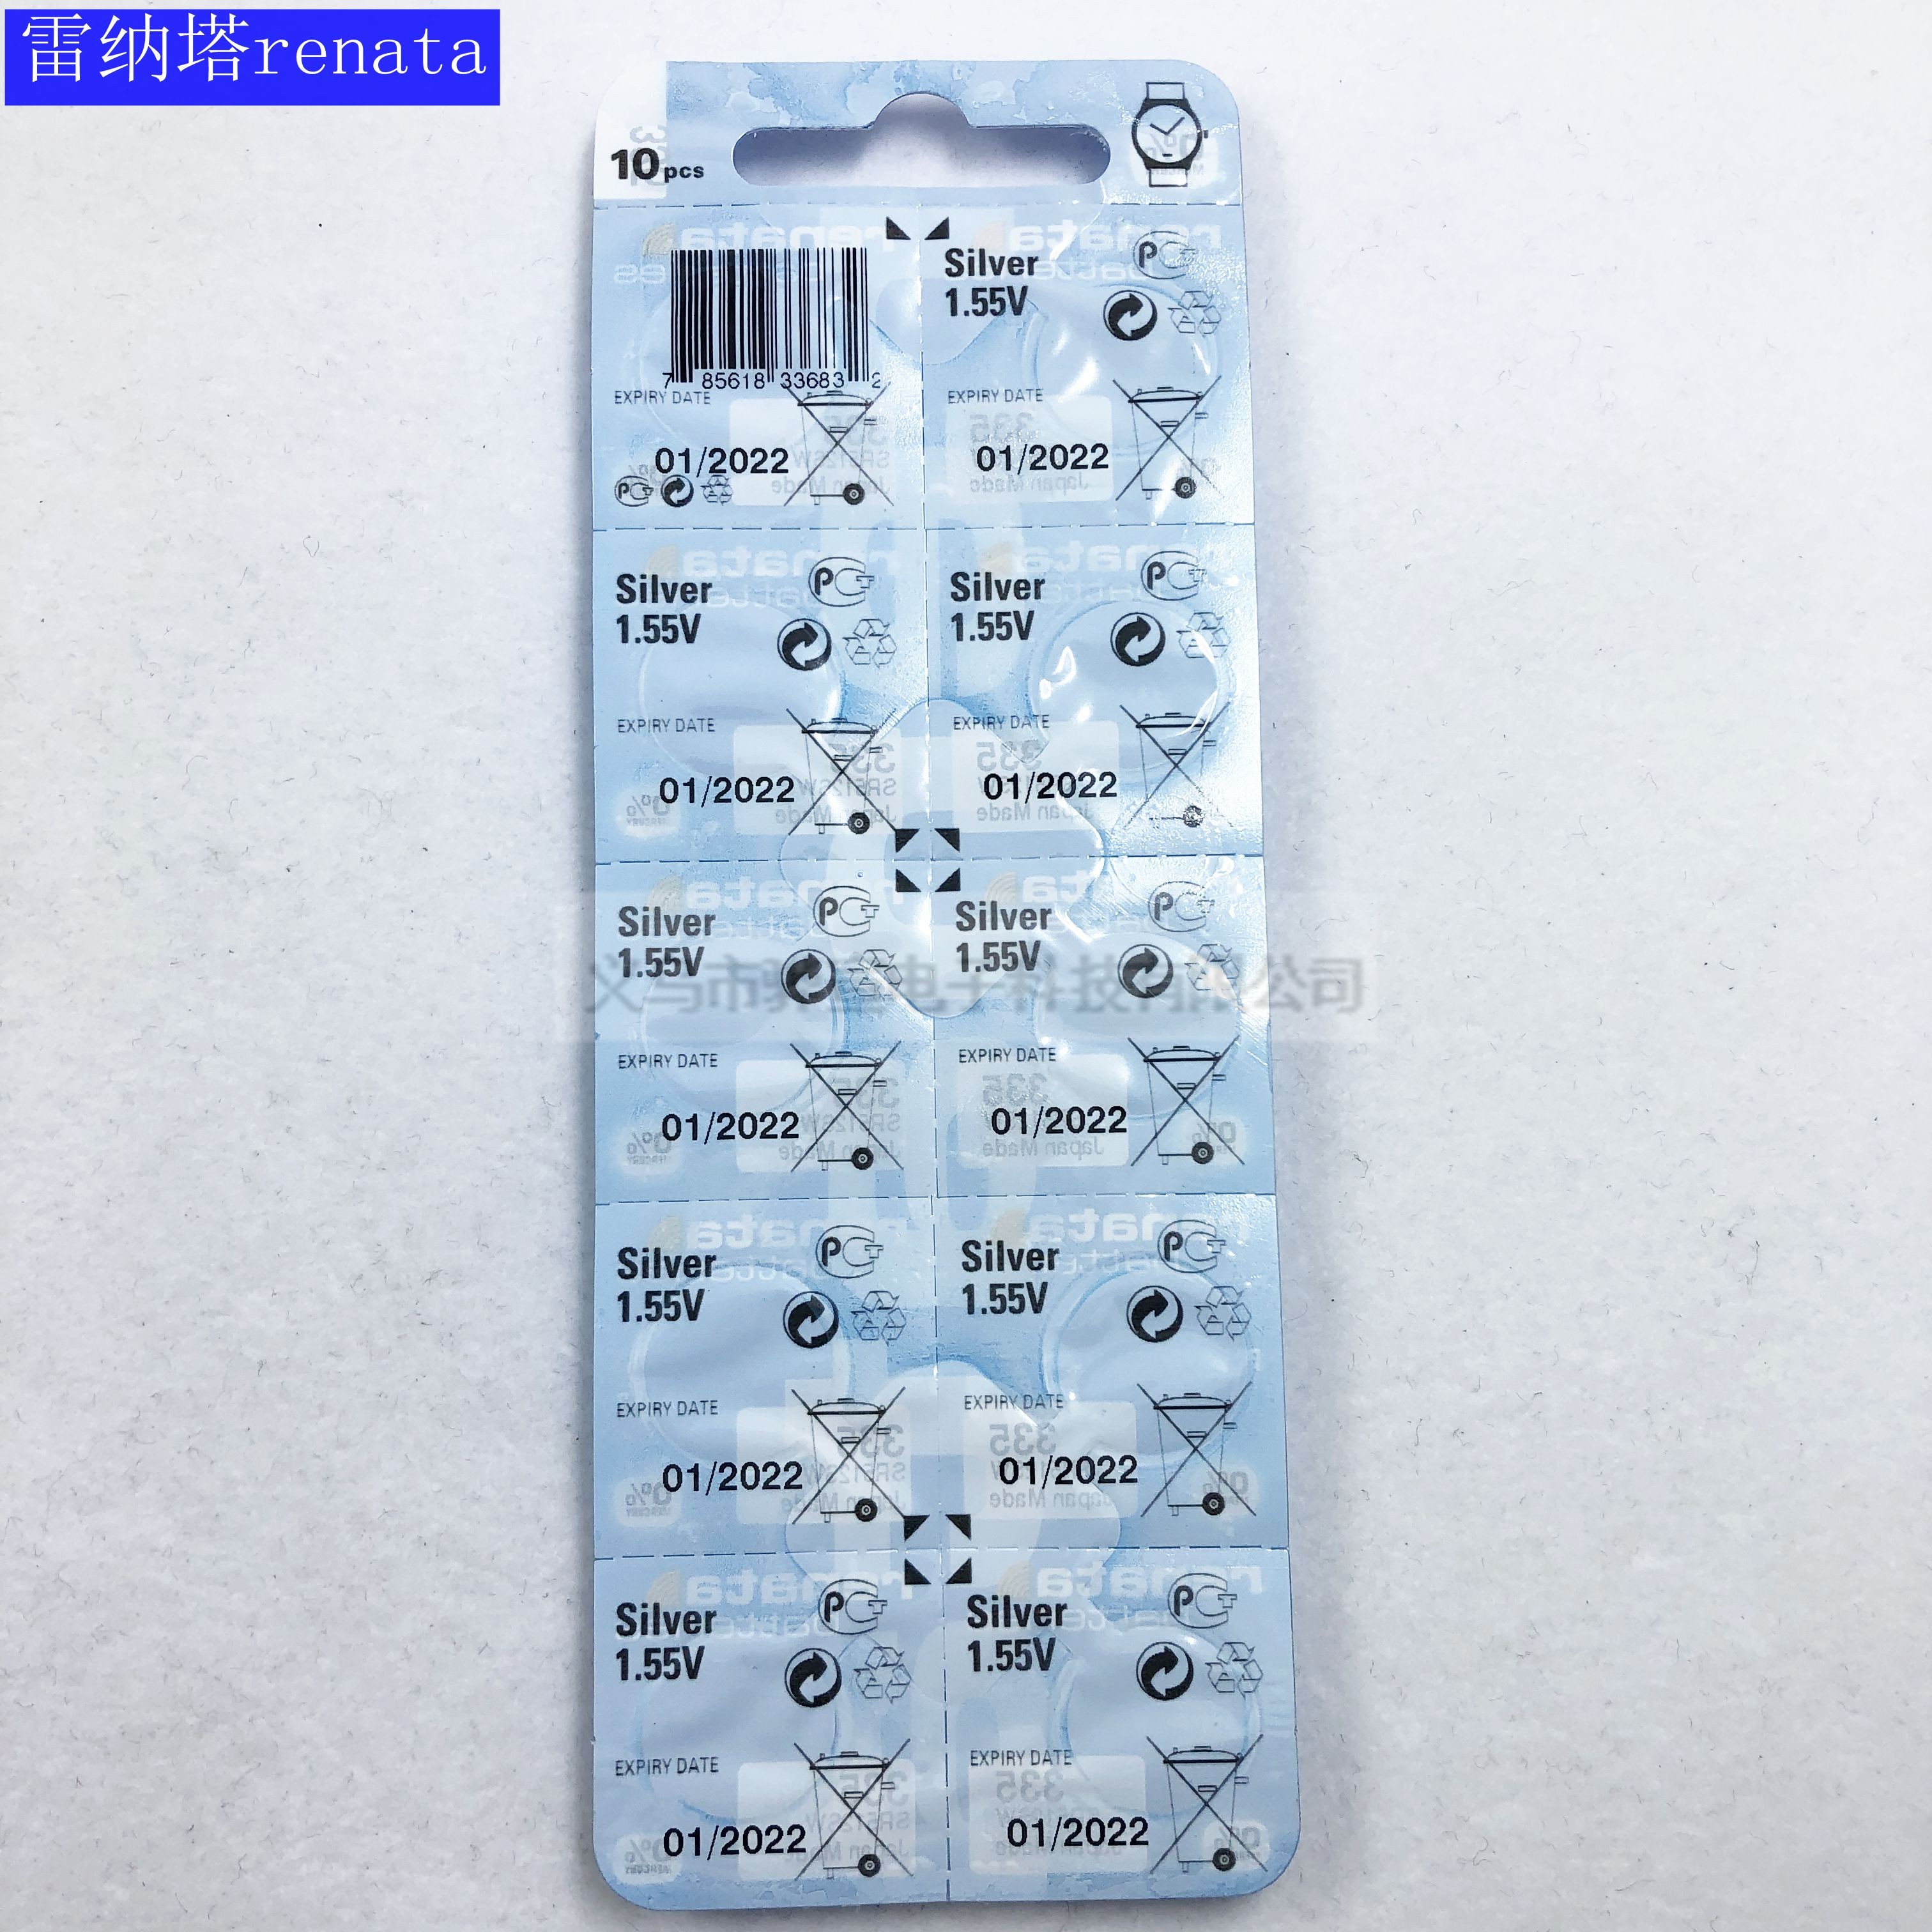 雷纳塔renata
10 pcs
7 85618 33683 2
EXPIRY DATE
01/2022
Silver
1.55V
EXPIRY DATE
01/2022
Silver
1.55V
EXPIRY DATE
01/2022
Silver
1.55V
EXPIRY DATE
01/2022
Silver
1.55V
EXPIRY DATE
01/2022
Silver
1.55V
EXPIRY DATE
01/2022
Silver
1.55V
EXPIRY DATE
01/2022
Silver
1.55V
EXPIRY DATE
01/2022
Silver
1.55V
EXPIRY DATE
01/2022
Silver
1.55V
EXPIRY DATE
01/2022